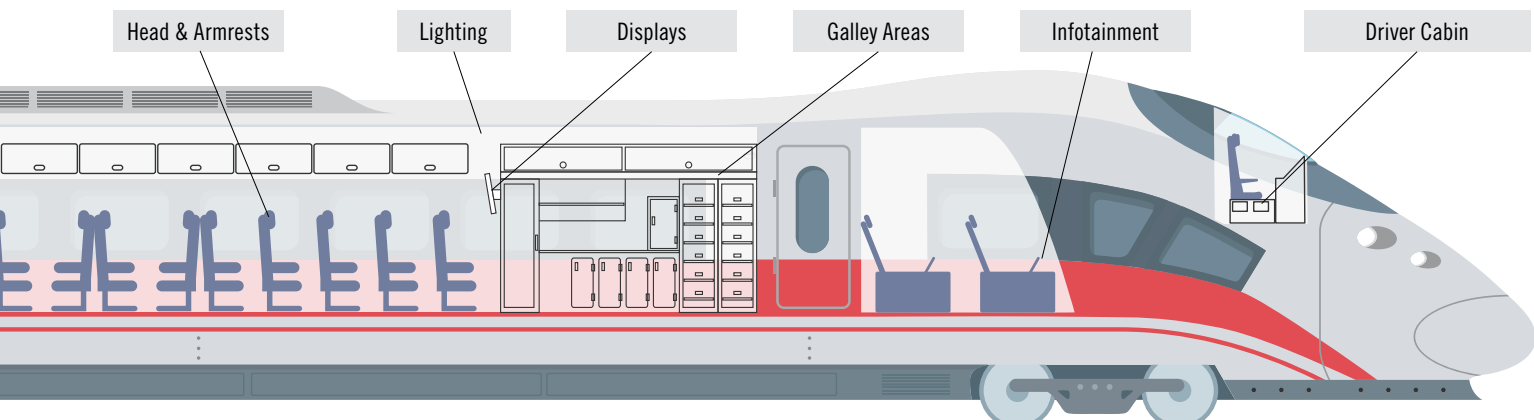 Head & Armrests
Lighting
Displays
Galley Areas
Infotainment
Driver Cabin